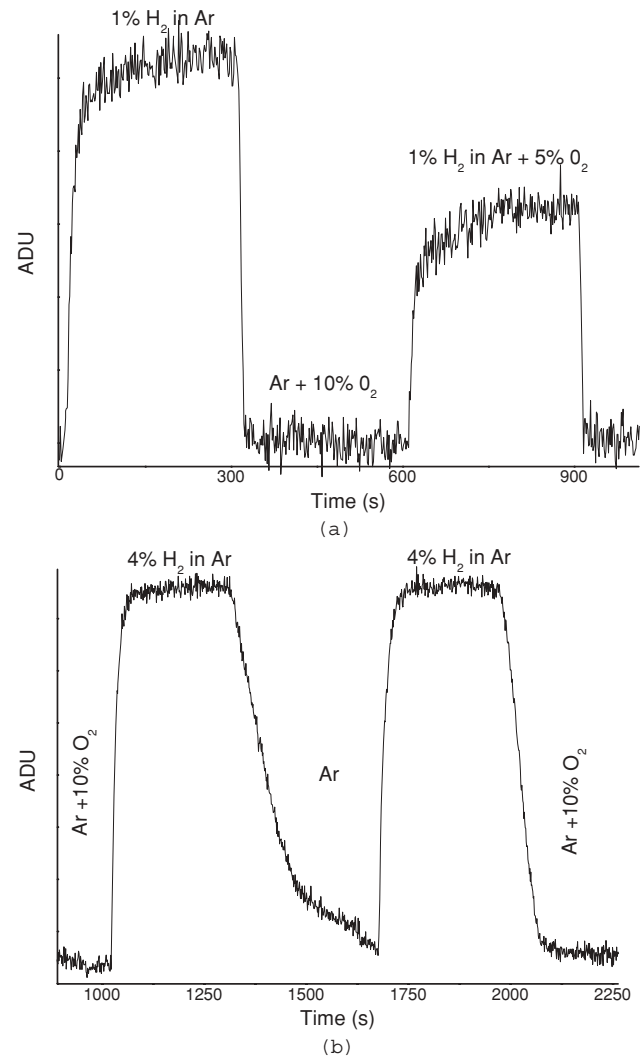 1% H₂ in Ar
1% H₂ in Ar + 5% 0₂
ADU
Ar + 10% 0₂
0 300 600 900
Time (s)
(a)
4% H₂ in Ar 4% H₂ in Ar
ADU
Ar +10% O₂
Ar
Ar +10% O₂
1000 1250 1500 1750 2000 2250
Time (s)
(b)